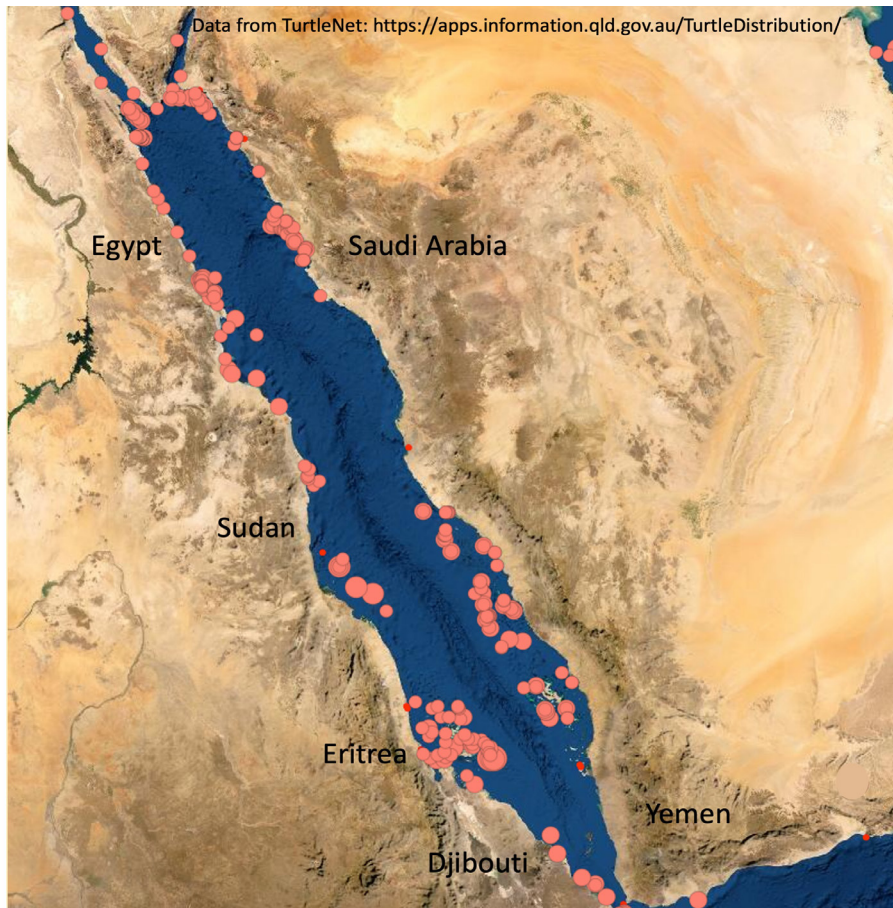 Data from TurtleNet: https://apps.information.qld.gov.au/TurtleDistribution/
Egypt
Saudi Arabia
Sudan
Eritrea
Yemen
Djibouti